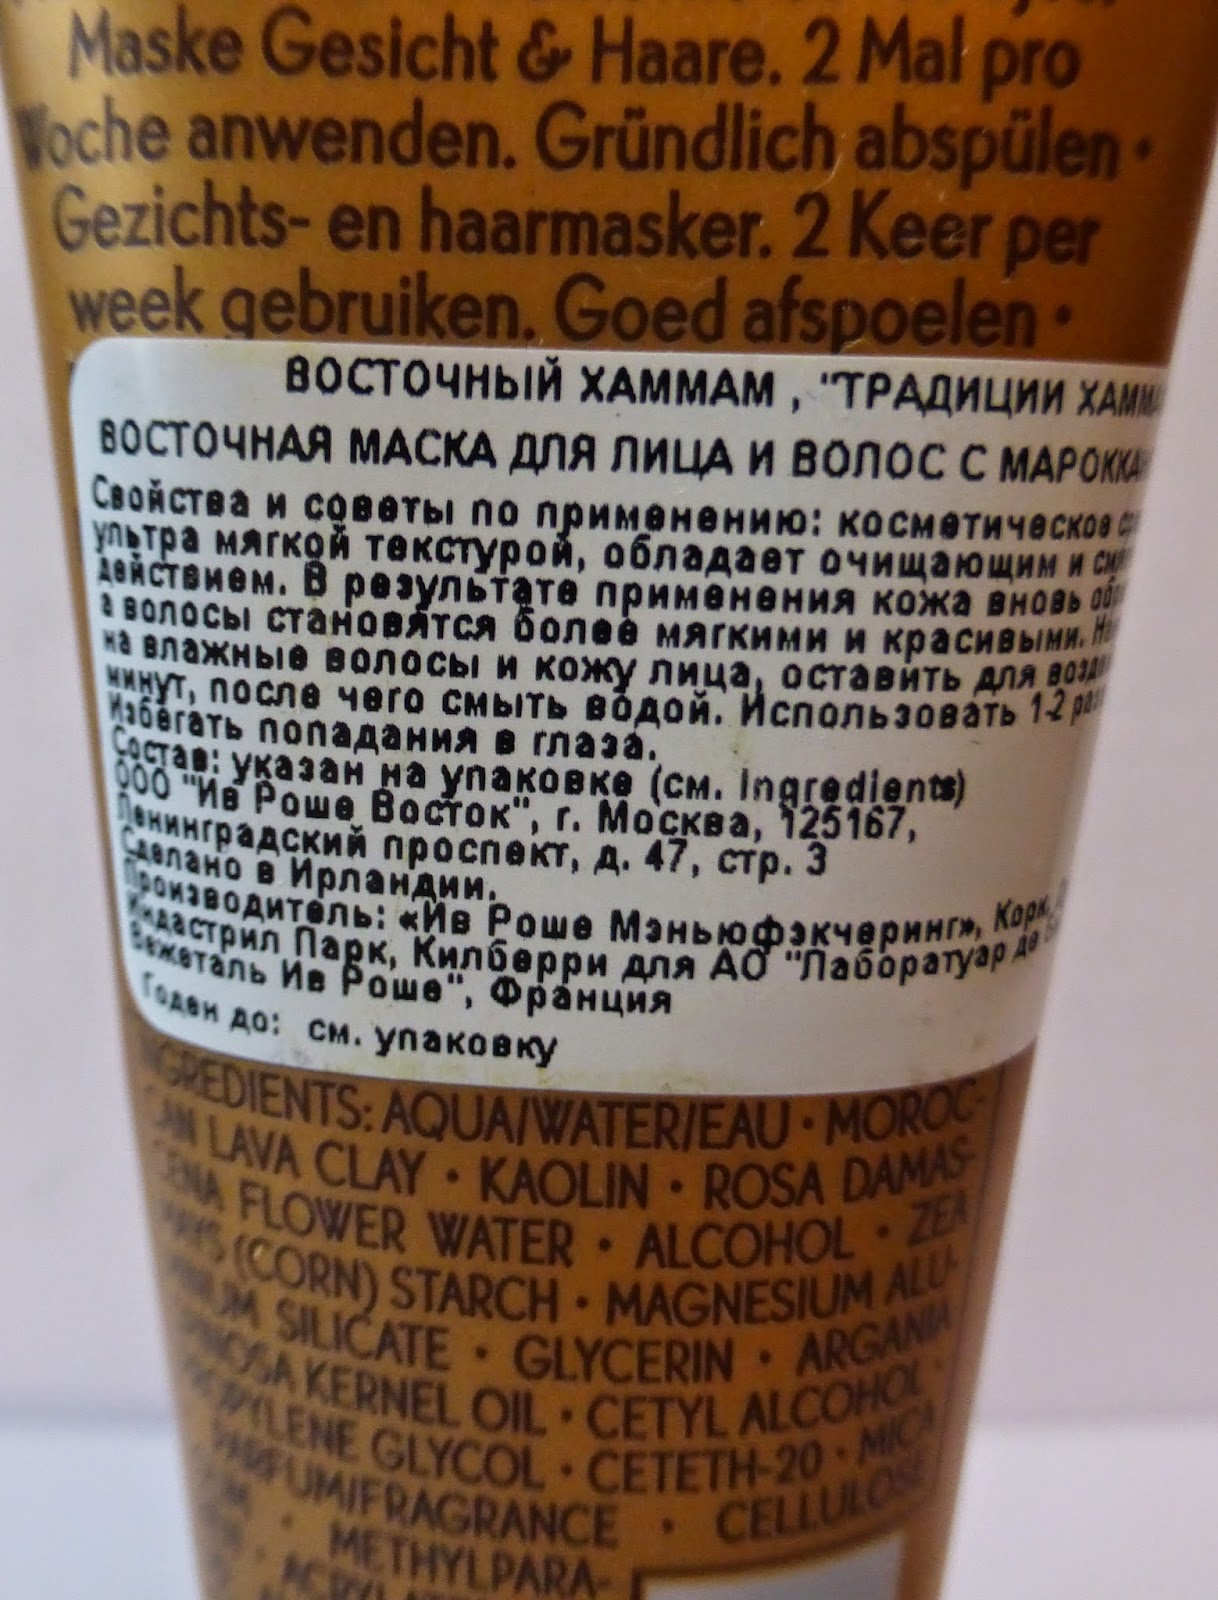 Maske Gesicht & Haare. 2 Mal pro
Woche anwenden. Gründlich abspülen •
Gezichts- en haarmasker. 2 Keer per
week gebruiken. Goed afspoelen •
ВОСТОЧНЫЙ ХАММАМ , "ТРАДИЦИИ
ВОСТОЧНАЯ МАСКА ДЛЯ ЛИЦА И ВОЛОС С
Свойства и советы по применению: косметическое
ультра мягкой текстурой, обладает очищающим и
действием. В результате применения кожа вновь
а волосы становятся более мягкими и красивыми.
на влажные волосы и кожу лица, оставить для
минут, после чего смыть водой. Использовать 1-2
Избегать попадания в глаза.
Состав: указан на упаковке (см. Ingredients)
ООО "Ив Роше Восток", г. Москва, 125167,
Ленинградский проспект, д. 47, стр. 3
Сделано в Ирландии.
Производитель: «Ив Роше Мэньюфэкчеринг», Корк,
Индастрил Парк, Килберри для АО "Лаборатуар де
Вежеталь Ив Роше", Франция
Годен до: см. упаковку
INGREDIENTS: AQUA/WATER/EAU • MOROC-
CAN LAVA CLAY • KAOLIN • ROSA DAMAS-
CENA FLOWER WATER • ALCOHOL • ZEA
MAYS (CORN) STARCH • MAGNESIUM ALU-
MINUM SILICATE • GLYCERIN • ARGANIA
SPINOSA KERNEL OIL • CETYL ALCOHOL •
PROPYLENE GLYCOL • CETETH-20 • MICA
PARFUM/FRAGRANCE • CELLULOSE
• METHYLPARA-